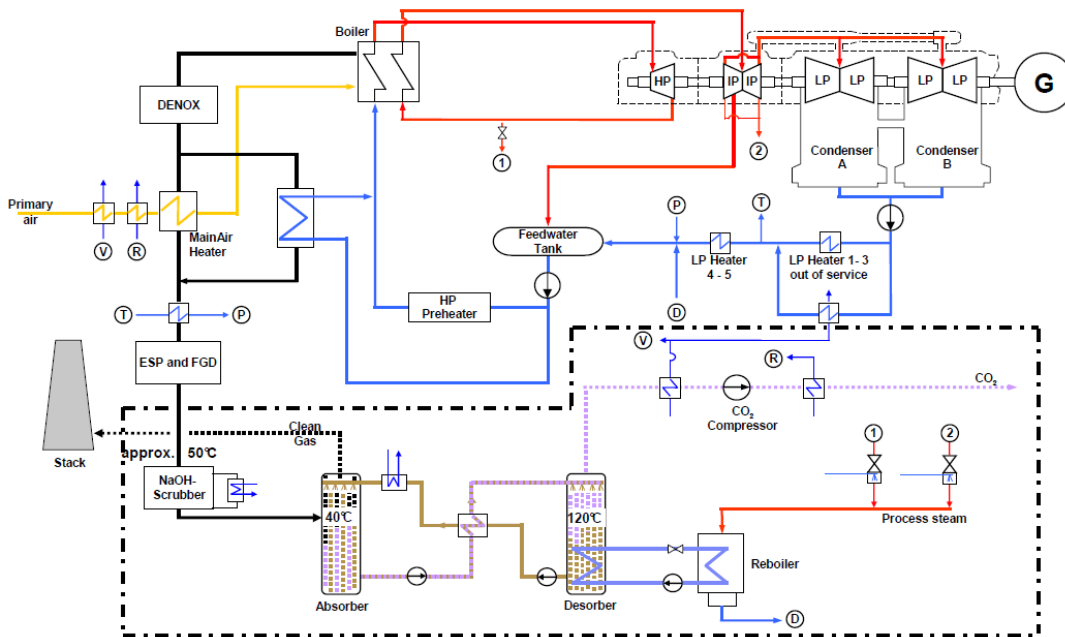 Boiler
HP
IP
IP
LP
LP
LP
LP
G
DENOX
1
2
Condenser
A
Condenser
B
Primary
air
V
R
MainAir
Heater
P
T
Feedwater
Tank
LP Heater
4 - 5
LP Heater 1- 3
out of service
D
HP
Preheater
T
P
ESP and FGD
V
R
CO2
CO2
Compressor
Stack
Clean
Gas
approx. 50℃
NaOH-
Scrubber
40℃
120℃
1
2
Process steam
Reboiler
Absorber
Desorber
D